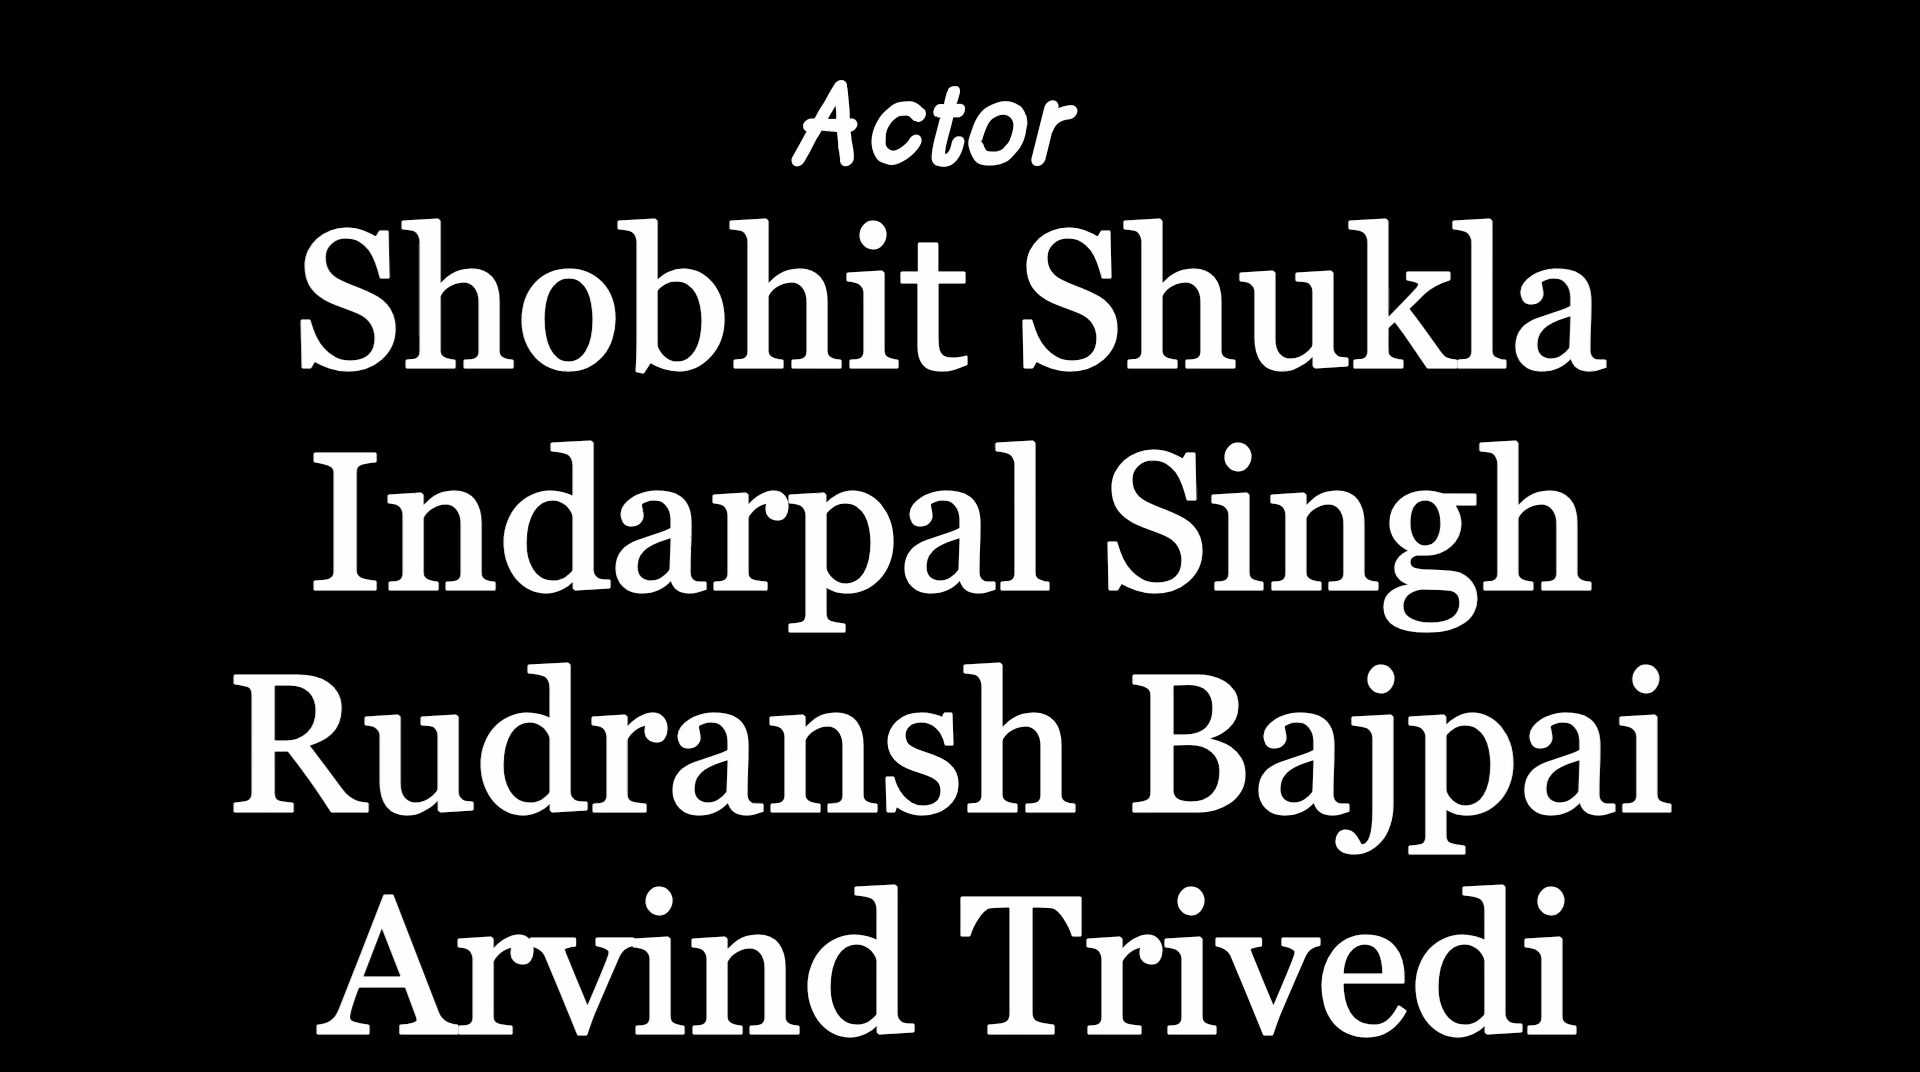 Actor
Shobhit Shukla
Indarpal Singh
Rudransh Bajpai
Arvind Trivedi